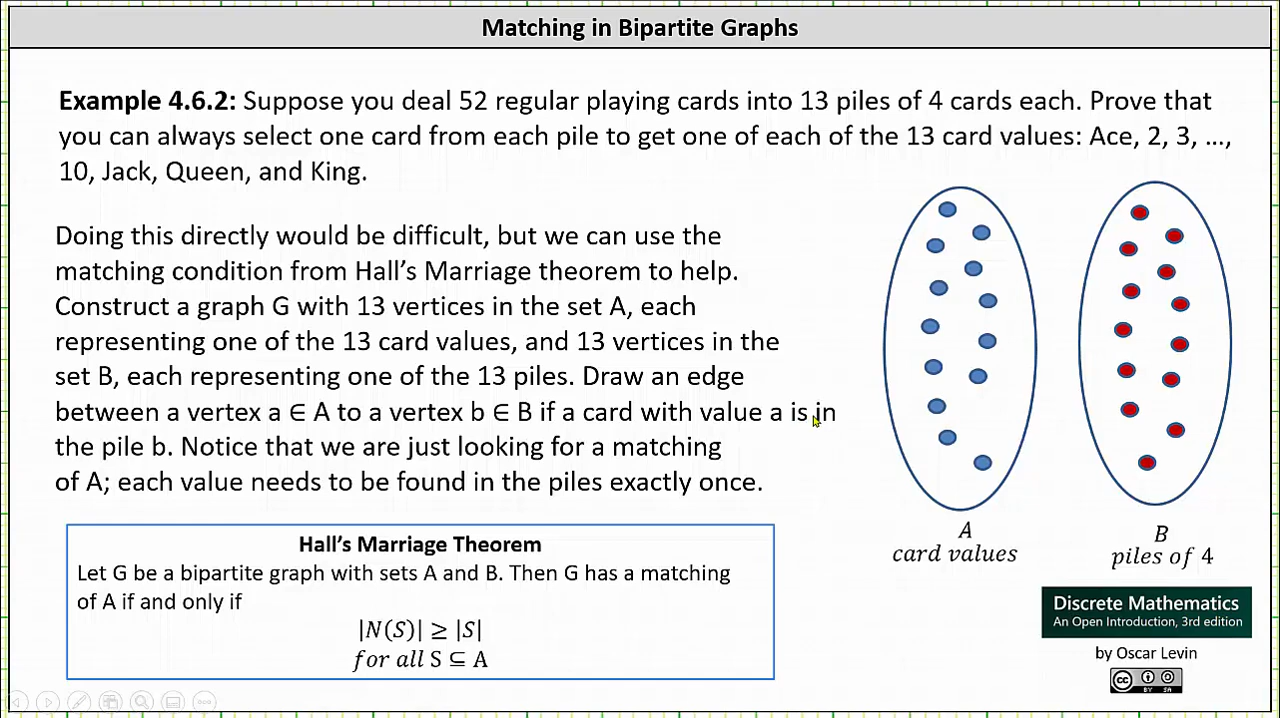 Matching in Bipartite Graphs
Example 4.6.2: Suppose you deal 52 regular playing cards into 13 piles of 4 cards each. Prove that
you can always select one card from each pile to get one of each of the 13 card values: Ace, 2, 3, ...,
10, Jack, Queen, and King.
Doing this directly would be difficult, but we can use the
matching condition from Hall's Marriage theorem to help.
Construct a graph G with 13 vertices in the set A, each
representing one of the 13 card values, and 13 vertices in the
set B, each representing one of the 13 piles. Draw an edge
between a vertex a ∈ A to a vertex b ∈ B if a card with value a is in
the pile b. Notice that we are just looking for a matching
of A; each value needs to be found in the piles exactly once.
Hall's Marriage Theorem
Let G be a bipartite graph with sets A and B. Then G has a matching
of A if and only if
|N(S)| ≥ |S|
for all S ⊆ A
A
card values
B
piles of 4
Discrete Mathematics
An Open Introduction, 3rd edition
by Oscar Levin
CC BY SA